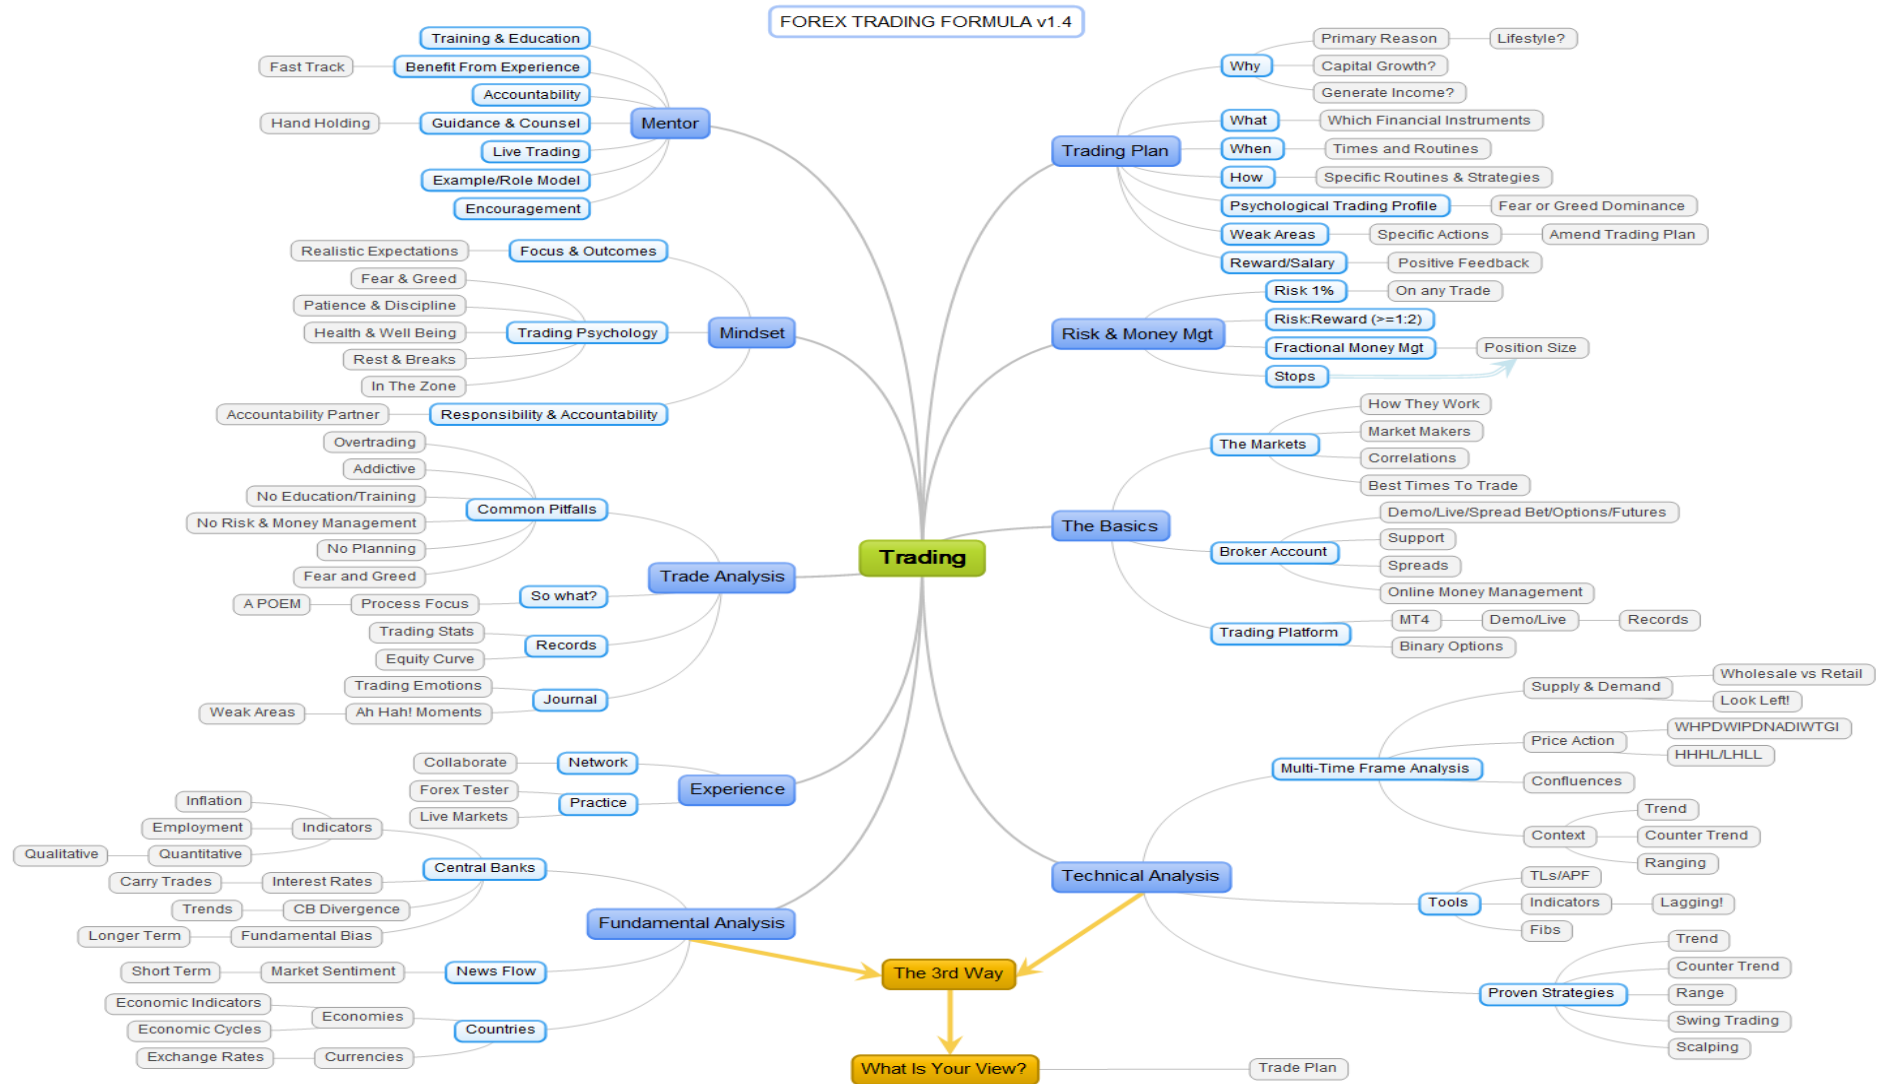 FOREX TRADING FORMULA v1.4
Trading
Mentor
Training & Education
Benefit From Experience
Fast Track
Accountability
Guidance & Counsel
Hand Holding
Live Trading
Example/Role Model
Encouragement
Mindset
Focus & Outcomes
Realistic Expectations
Trading Psychology
Fear & Greed
Patience & Discipline
Health & Well Being
Rest & Breaks
In The Zone
Responsibility & Accountability
Accountability Partner
Trade Analysis
Common Pitfalls
Overtrading
Addictive
No Education/Training
No Risk & Money Management
No Planning
Fear and Greed
So what?
Process Focus
A POEM
Records
Trading Stats
Equity Curve
Journal
Trading Emotions
Ah Hah! Moments
Weak Areas
Experience
Network
Collaborate
Practice
Forex Tester
Live Markets
Fundamental Analysis
Central Banks
Indicators
Inflation
Employment
Quantitative
Qualitative
Interest Rates
Carry Trades
CB Divergence
Trends
Fundamental Bias
Longer Term
News Flow
Market Sentiment
Short Term
Countries
Economies
Economic Indicators
Economic Cycles
Currencies
Exchange Rates
Trading Plan
Why
Primary Reason
Lifestyle?
Capital Growth?
Generate Income?
What
Which Financial Instruments
When
Times and Routines
How
Specific Routines & Strategies
Psychological Trading Profile
Fear or Greed Dominance
Weak Areas
Specific Actions
Amend Trading Plan
Reward/Salary
Positive Feedback
Risk & Money Mgt
Risk 1%
On any Trade
Risk:Reward (>=1:2)
Fractional Money Mgt
Position Size
Stops
The Basics
The Markets
How They Work
Market Makers
Correlations
Best Times To Trade
Broker Account
Demo/Live/Spread Bet/Options/Futures
Support
Spreads
Online Money Management
Trading Platform
MT4
Demo/Live
Records
Binary Options
Technical Analysis
Multi-Time Frame Analysis
Supply & Demand
Wholesale vs Retail
Look Left!
Price Action
WHPDWIPDNADIWTGI
HHHL/LHLL
Confluences
Context
Trend
Counter Trend
Ranging
Tools
TLs/APF
Indicators
Lagging!
Fibs
Proven Strategies
Trend
Counter Trend
Range
Swing Trading
Scalping
The 3rd Way
What Is Your View?
Trade Plan